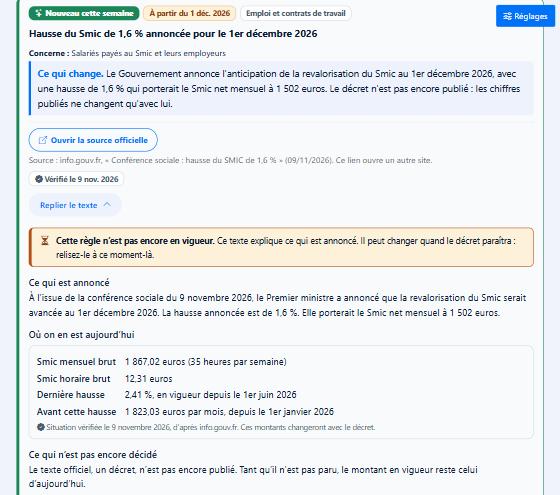 Nouveau cette semaine
À partir du 1 déc. 2026
Emploi et contrats de travail
Réglages
Hausse du Smic de 1,6 % annoncée pour le 1er décembre 2026
Concerne : Salariés payés au Smic et leurs employeurs
Ce qui change. Le Gouvernement annonce l'anticipation de la revalorisation du Smic au 1er décembre 2026, avec
une hausse de 1,6 % qui porterait le Smic net mensuel à 1 502 euros. Le décret n'est pas encore publié : les chiffres
publiés ne changent qu'avec lui.
Ouvrir la source officielle
Source : info.gouv.fr, « Conférence sociale : hausse du SMIC de 1,6 % » (09/11/2026). Ce lien ouvre un autre site.
Vérifié le 9 nov. 2026
Replier le texte
Cette règle n'est pas encore en vigueur. Ce texte explique ce qui est annoncé. Il peut changer quand le décret paraîtra :
relisez-le à ce moment-là.
Ce qui est annoncé
À l'issue de la conférence sociale du 9 novembre 2026, le Premier ministre a annoncé que la revalorisation du Smic serait
avancée au 1er décembre 2026. La hausse annoncée est de 1,6 %. Elle porterait le Smic net mensuel à 1 502 euros.
Où on en est aujourd'hui
Smic mensuel brut 1 867,02 euros (35 heures par semaine)
Smic horaire brut 12,31 euros
Dernière hausse 2,41 %, en vigueur depuis le 1er juin 2026
Avant cette hausse 1 823,03 euros par mois, depuis le 1er janvier 2026
Situation vérifiée le 9 novembre 2026, d'après info.gouv.fr. Ces montants changeront avec le décret.
Ce qui n'est pas encore décidé
Le texte officiel, un décret, n'est pas encore publié. Tant qu'il n'est pas paru, le montant en vigueur reste celui
d'aujourd'hui.